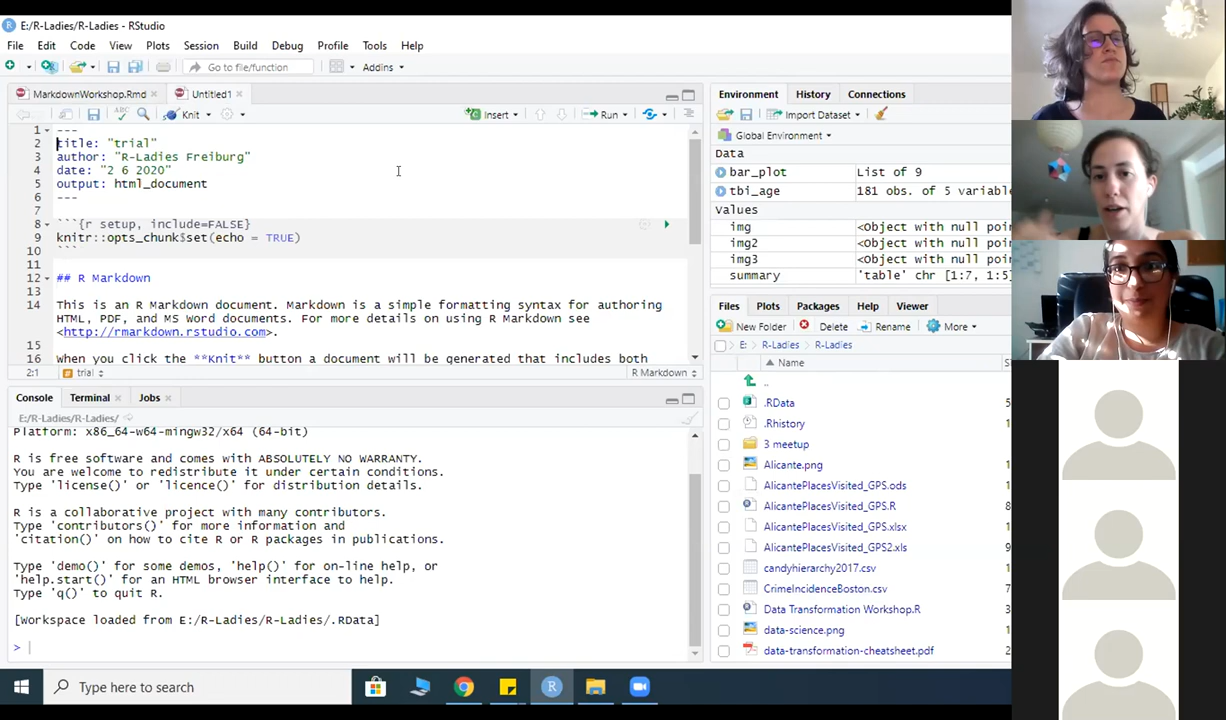 E:/R-Ladies/R-Ladies - RStudio
File Edit Code View Plots Session Build Debug Profile Tools Help
Go to file/function Addins
MarkdownWorkshop.Rmd Untitled1
Knit Insert Run
1 ---
2 title: "trial"
3 author: "R-Ladies Freiburg"
4 date: "2 6 2020"
5 output: html_document
6 ---
7
8 ```{r setup, include=FALSE}
9 knitr::opts_chunk$set(echo = TRUE)
10 ```
11
12 ## R Markdown
13
14 This is an R Markdown document. Markdown is a simple formatting syntax for authoring
HTML, PDF, and MS Word documents. For more details on using R Markdown see
<http://rmarkdown.rstudio.com>.
15
16 When you click the **Knit** button a document will be generated that includes both
2:1 trial R Markdown
Console Terminal Jobs
E:/R-Ladies/R-Ladies/
Platform: x86_64-w64-mingw32/x64 (64-bit)
R is free software and comes with ABSOLUTELY NO WARRANTY.
You are welcome to redistribute it under certain conditions.
Type 'license()' or 'licence()' for distribution details.
R is a collaborative project with many contributors.
Type 'contributors()' for more information and
'citation()' on how to cite R or R packages in publications.
Type 'demo()' for some demos, 'help()' for on-line help, or
'help.start()' for an HTML browser interface to help.
Type 'q()' to quit R.
[Workspace loaded from E:/R-Ladies/R-Ladies/.RData]
>
Environment History Connections
Import Dataset
Global Environment
Data
bar_plot List of 9
tbi_age 181 obs. of 5 variable
Values
img <Object with null poin
img2 <Object with null poin
img3 <Object with null poin
summary 'table' chr [1:7, 1:5]
Files Plots Packages Help Viewer
New Folder Delete Rename More
E: R-Ladies R-Ladies
Name
..
.RData
.Rhistory
3 meetup
Alicante.png
AlicantePlacesVisited_GPS.ods
AlicantePlacesVisited_GPS.R
AlicantePlacesVisited_GPS.xlsx
AlicantePlacesVisited_GPS2.xls
candyhierarchy2017.csv
CrimeIncidenceBoston.csv
Data Transformation Workshop.R
data-science.png
data-transformation-cheatsheet.pdf
Type here to search